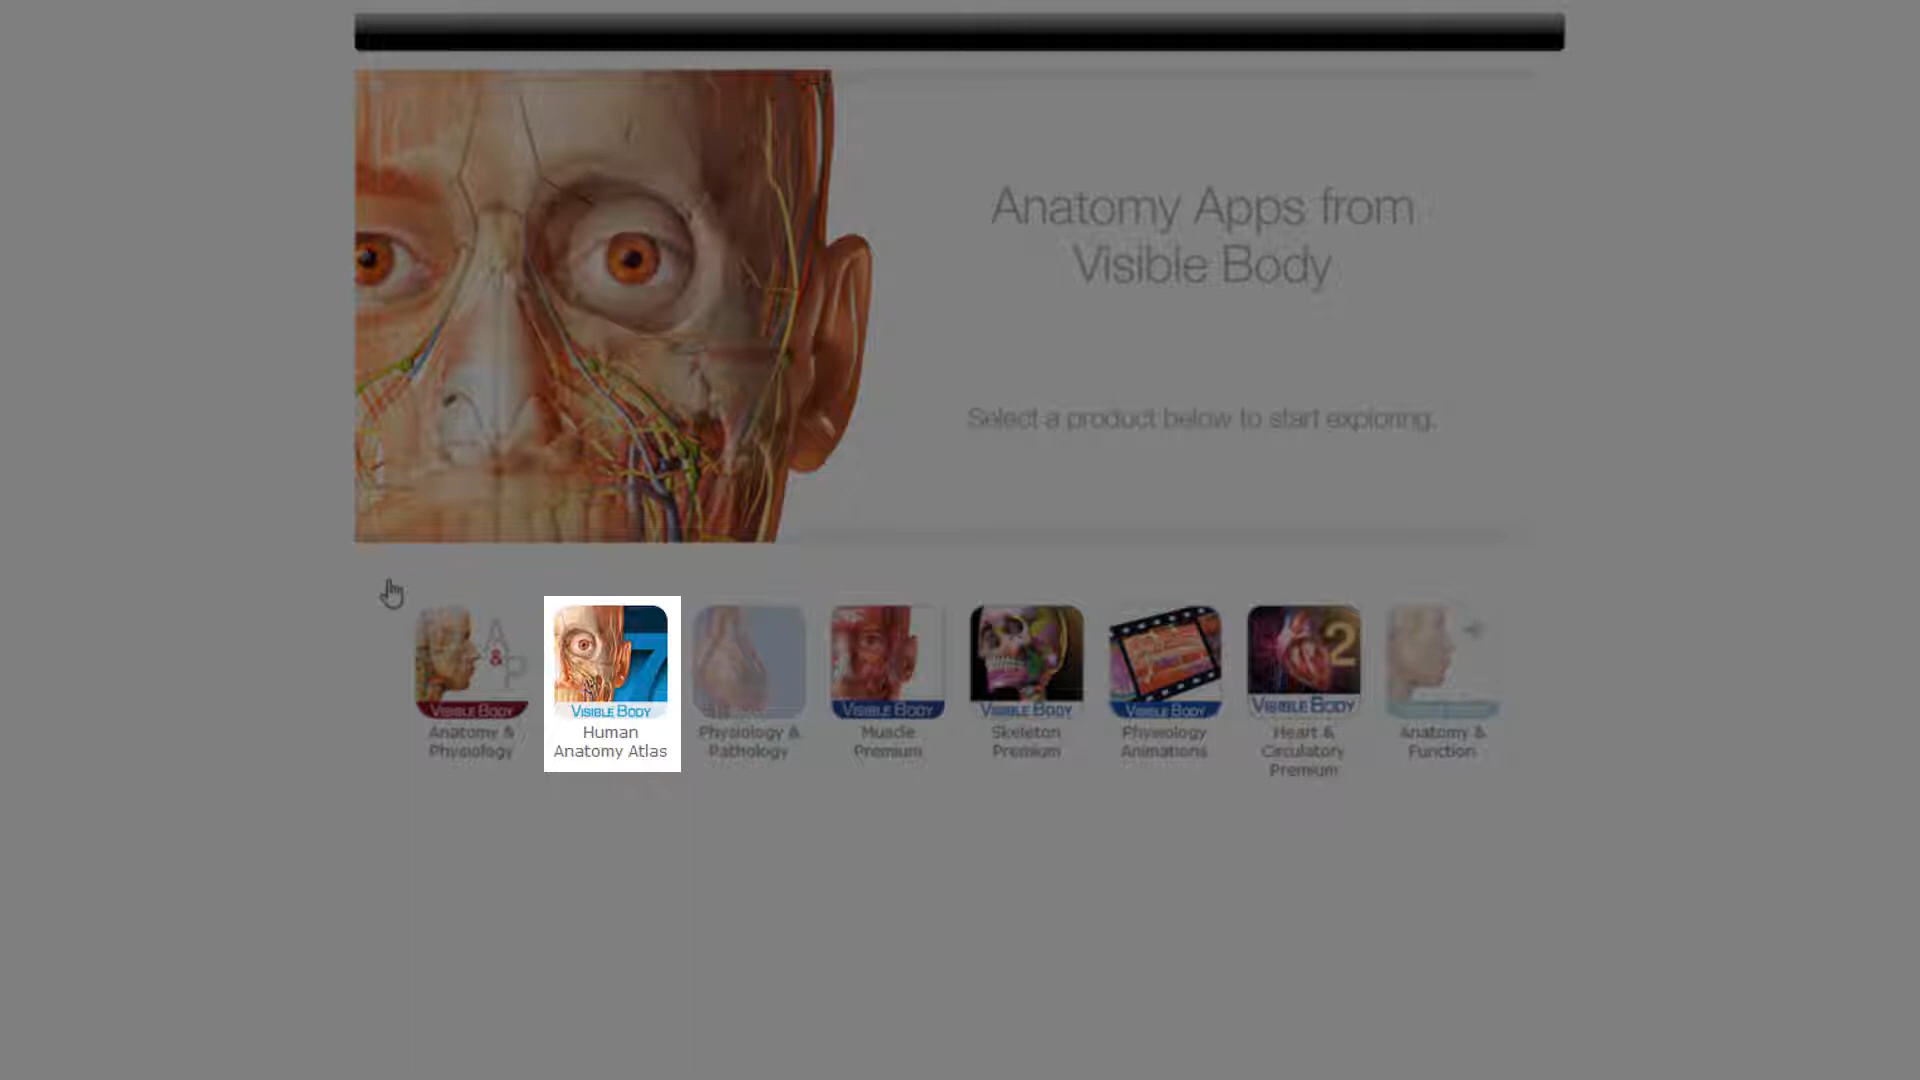 Anatomy Apps from
Visible Body
Select a product below to start exploring.
A
&
P
VISIBLE BODY
Anatomy &
Physiology
7
VISIBLE BODY
Human
Anatomy Atlas
Physiology &
Pathology
VISIBLE BODY
Muscle
Premium
VISIBLE BODY
Skeleton
Premium
VISIBLE BODY
Physiology
Animations
2
VISIBLE BODY
Heart &
Circulatory
Premium
Anatomy &
Function